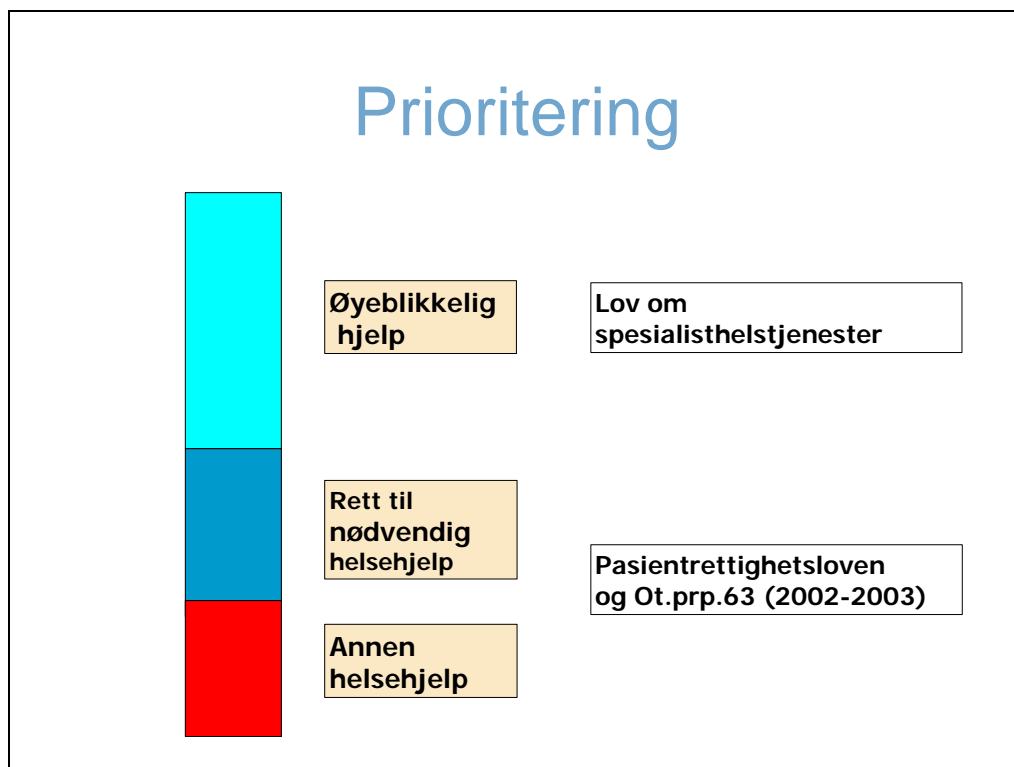 Prioritering
Øyeblikkelig
hjelp
Lov om
spesialisthelstjenester
Rett til
nødvendig
helsehjelp
Pasientrettighetsloven
og Ot.prp.63 (2002-2003)
Annen
helsehjelp